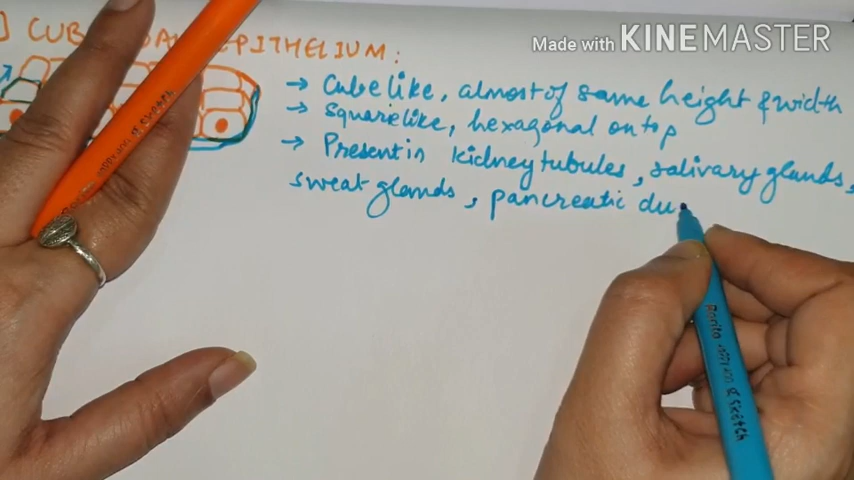 Made with KINEMASTER
] CUB EPITHELIUM:
→ Cube like, almost of same height & width
→ Square like, hexagonal on top
→ Present in kidney tubules, salivary glands,
sweat glands, pancreatic du